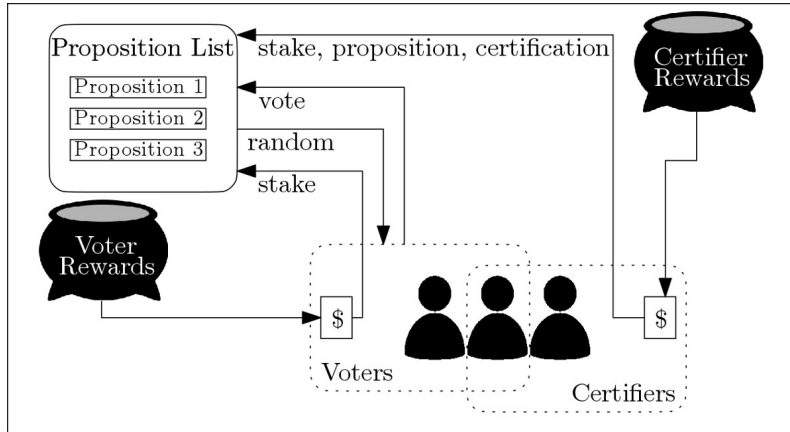 Proposition List
Proposition 1
Proposition 2
Proposition 3
stake, proposition, certification
vote
random
stake
Certifier
Rewards
Voter
Rewards
$
$
Voters
Certifiers